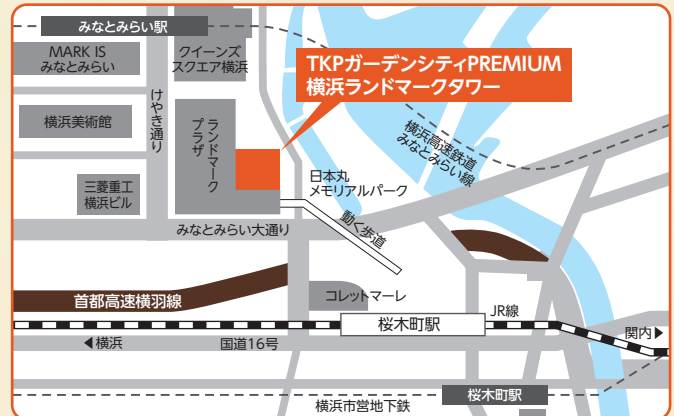 みなとみらい駅
MARK IS
みなとみらい
クイーンズ
スクエア横浜
TKPガーデンシティPREMIUM
横浜ランドマークタワー
けやき通り
横浜美術館
ランドマーク
プラザ
横浜高速鉄道
みなとみらい線
三菱重工
横浜ビル
日本丸
メモリアルパーク
みなとみらい大通り
動く歩道
首都高速横羽線
コレットマーレ
桜木町駅
JR線
関内▶
◀横浜
国道16号
桜木町駅
横浜市営地下鉄